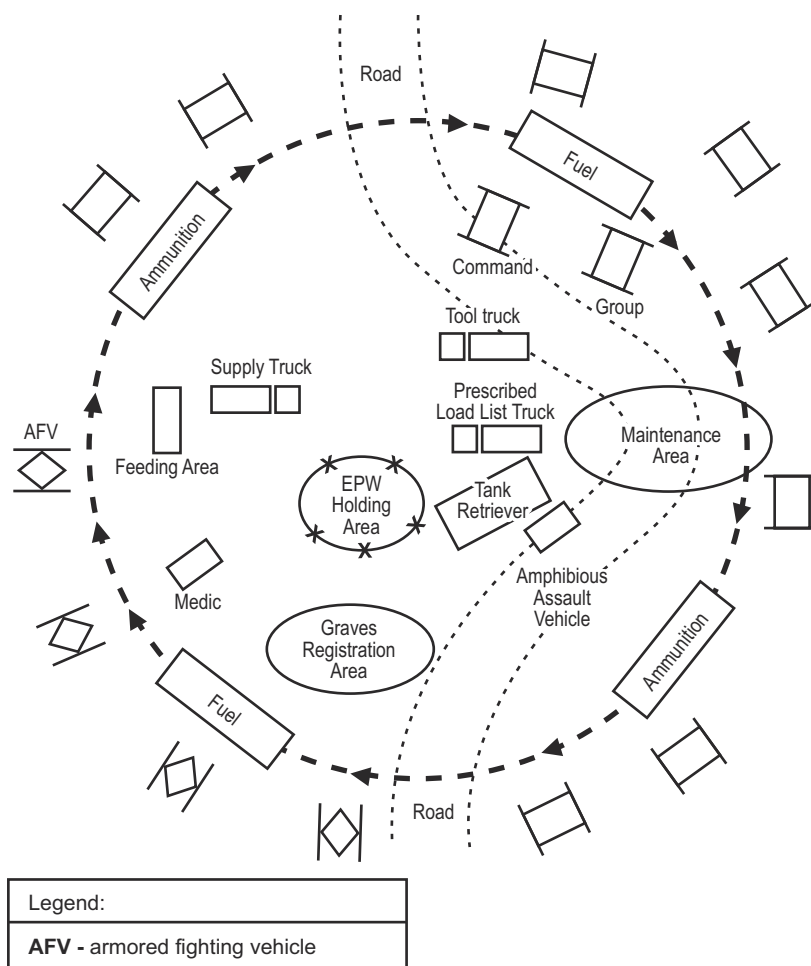 Road
Fuel
Ammunition
Command
Group
Tool truck
Supply Truck
Prescribed
Load List Truck
AFV
Feeding Area
Maintenance
Area
EPW
Holding
Area
Tank
Retriever
Medic
Amphibious
Assault
Vehicle
Graves
Registration
Area
Ammunition
Fuel
Road
Legend:
AFV - armored fighting vehicle